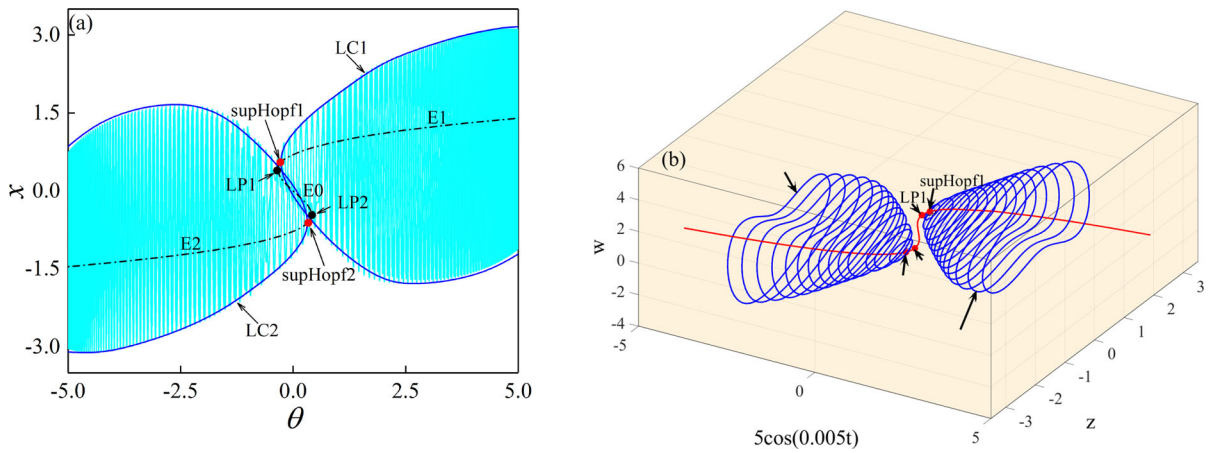 (a)
3.0
1.5
0.0
-1.5
-3.0
x
LC1
supHopf1
E1
LP1
E0
LP2
E2
supHopf2
LC2
-5.0 -2.5 0.0 2.5 5.0
θ
(b)
6
4
2
0
-2
-4
w
LP1 supHopf1
-5 0 5
5cos(0.005t)
-3 -2 -1 0 1 2 3
z